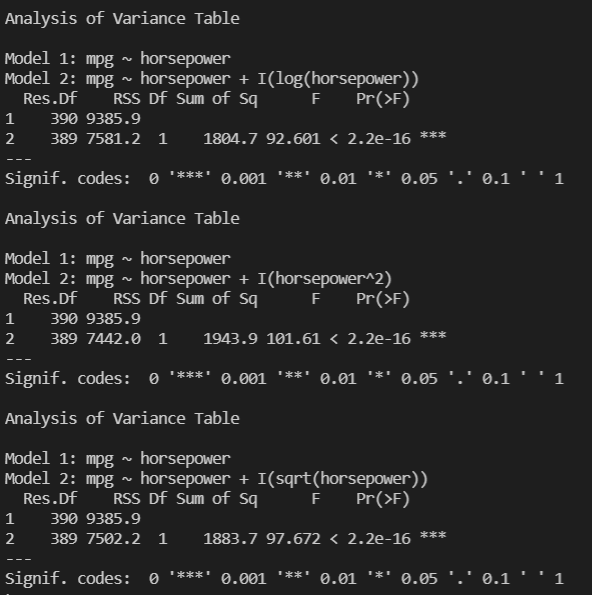 Analysis of Variance Table

Model 1: mpg ~ horsepower
Model 2: mpg ~ horsepower + I(log(horsepower))
  Res.Df    RSS Df Sum of Sq      F    Pr(>F)
1    390 9385.9
2    389 7581.2  1    1804.7 92.601 < 2.2e-16 ***
---
Signif. codes:  0 '***' 0.001 '**' 0.01 '*' 0.05 '.' 0.1 ' ' 1

Analysis of Variance Table

Model 1: mpg ~ horsepower
Model 2: mpg ~ horsepower + I(horsepower^2)
  Res.Df    RSS Df Sum of Sq      F    Pr(>F)
1    390 9385.9
2    389 7442.0  1    1943.9 101.61 < 2.2e-16 ***
---
Signif. codes:  0 '***' 0.001 '**' 0.01 '*' 0.05 '.' 0.1 ' ' 1

Analysis of Variance Table

Model 1: mpg ~ horsepower
Model 2: mpg ~ horsepower + I(sqrt(horsepower))
  Res.Df    RSS Df Sum of Sq      F    Pr(>F)
1    390 9385.9
2    389 7502.2  1    1883.7 97.672 < 2.2e-16 ***
---
Signif. codes:  0 '***' 0.001 '**' 0.01 '*' 0.05 '.' 0.1 ' ' 1